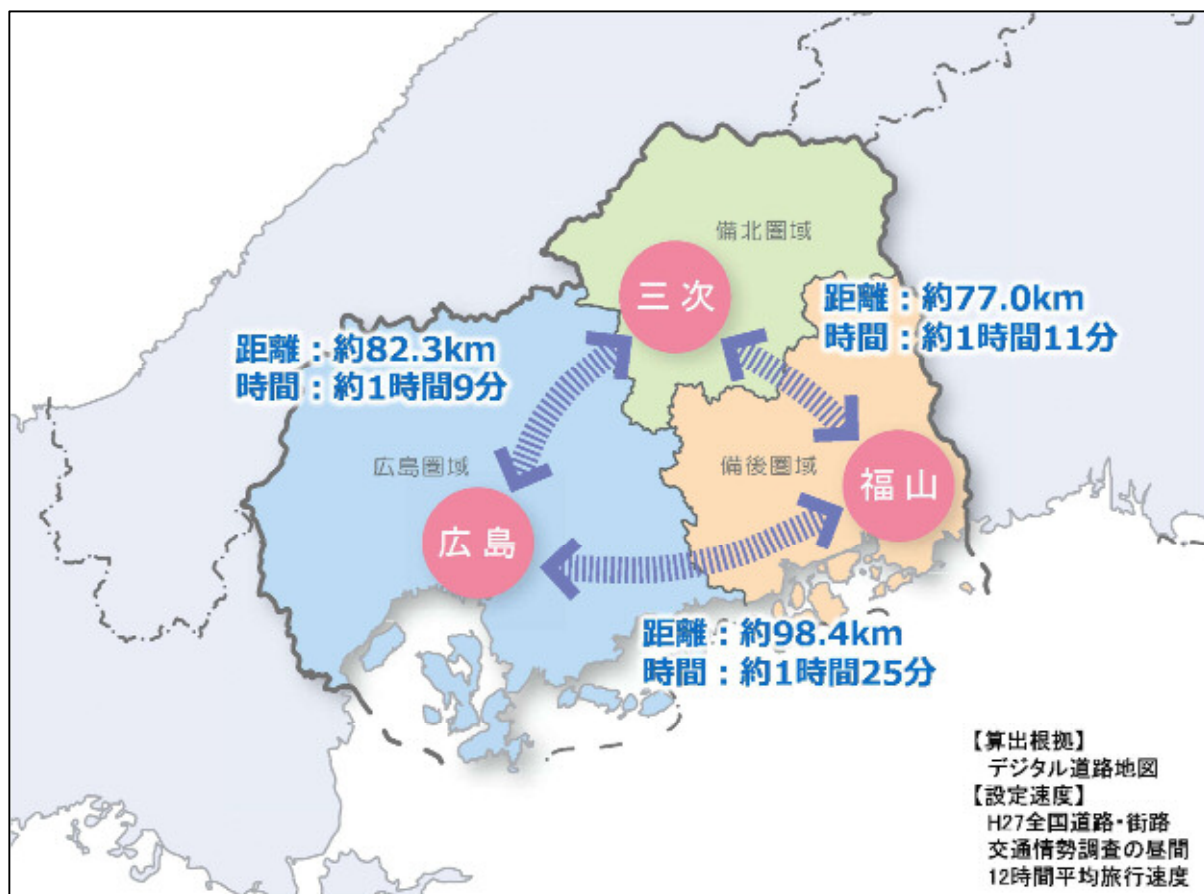 備北圏域
三次
距離：約77.0km
時間：約1時間11分
距離：約82.3km
時間：約1時間9分
広島圏域
備後圏域
福山
広島
距離：約98.4km
時間：約1時間25分
【算出根拠】
デジタル道路地図
【設定速度】
H27全国道路・街路
交通情勢調査の昼間
12時間平均旅行速度